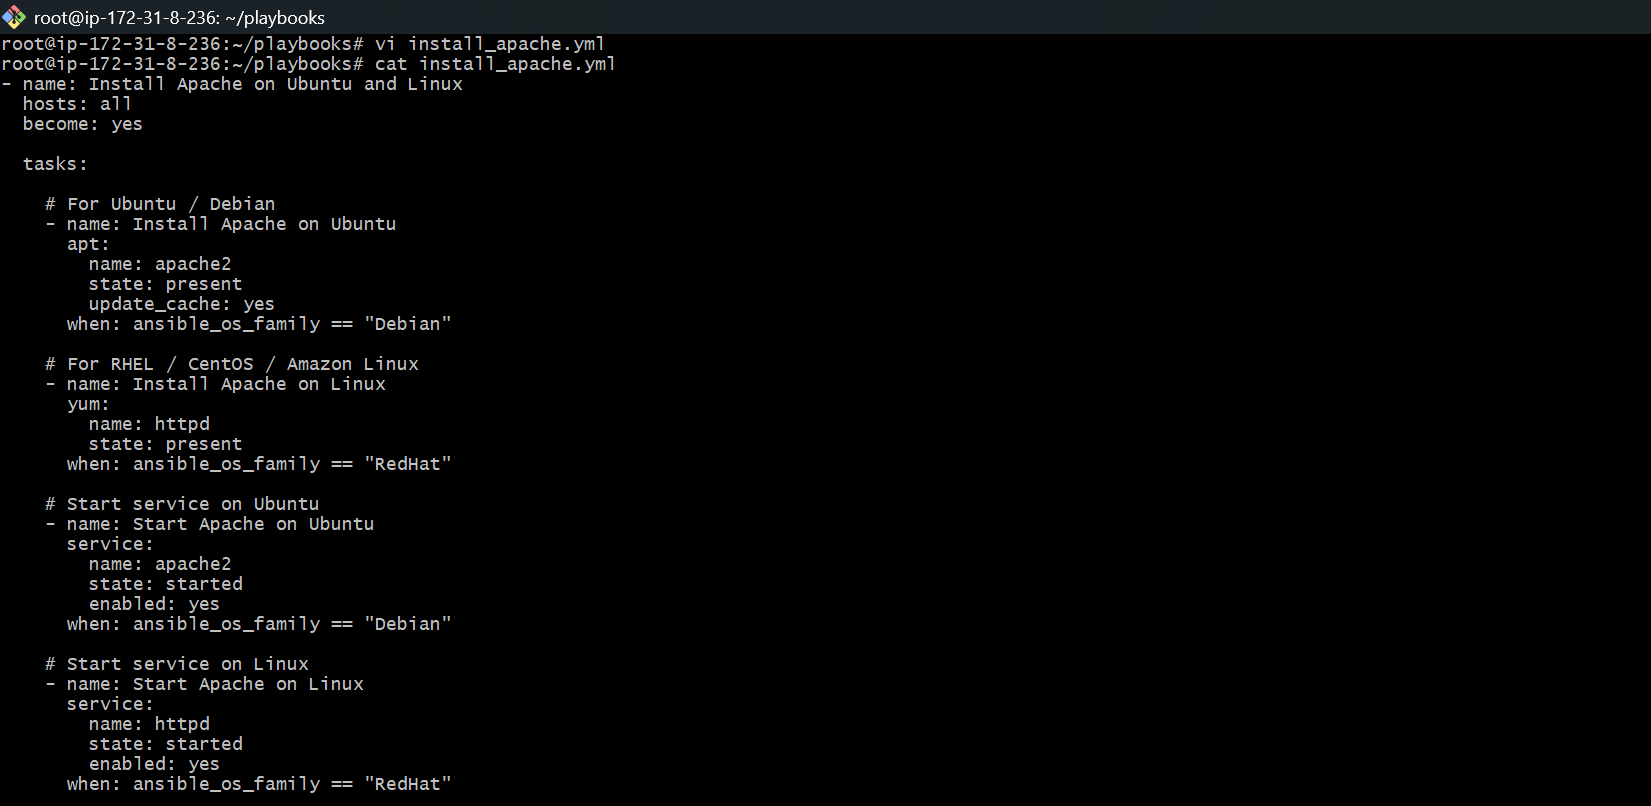 root@ip-172-31-8-236: ~/playbooks
root@ip-172-31-8-236:~/playbooks# vi install_apache.yml
root@ip-172-31-8-236:~/playbooks# cat install_apache.yml
- name: Install Apache on Ubuntu and Linux
  hosts: all
  become: yes

  tasks:

    # For Ubuntu / Debian
    - name: Install Apache on Ubuntu
      apt:
        name: apache2
        state: present
        update_cache: yes
      when: ansible_os_family == "Debian"

    # For RHEL / CentOS / Amazon Linux
    - name: Install Apache on Linux
      yum:
        name: httpd
        state: present
      when: ansible_os_family == "RedHat"

    # Start service on Ubuntu
    - name: Start Apache on Ubuntu
      service:
        name: apache2
        state: started
        enabled: yes
      when: ansible_os_family == "Debian"

    # Start service on Linux
    - name: Start Apache on Linux
      service:
        name: httpd
        state: started
        enabled: yes
      when: ansible_os_family == "RedHat"